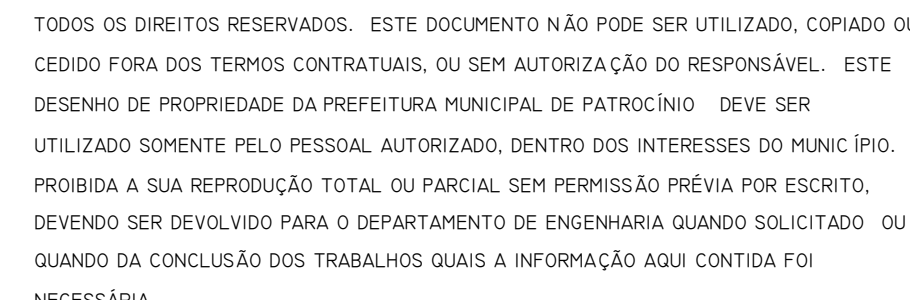 TODOS OS DIREITOS RESERVADOS. ESTE DOCUMENTO NÃO PODE SER UTILIZADO, COPIADO OU
CEDIDO FORA DOS TERMOS CONTRATUAIS, OU SEM AUTORIZAÇÃO DO RESPONSÁVEL. ESTE
DESENHO DE PROPRIEDADE DA PREFEITURA MUNICIPAL DE PATROCÍNIO DEVE SER
UTILIZADO SOMENTE PELO PESSOAL AUTORIZADO, DENTRO DOS INTERESSES DO MUNICÍPIO.
PROIBIDA A SUA REPRODUÇÃO TOTAL OU PARCIAL SEM PERMISSÃO PRÉVIA POR ESCRITO,
DEVENDO SER DEVOLVIDO PARA O DEPARTAMENTO DE ENGENHARIA QUANDO SOLICITADO OU
QUANDO DA CONCLUSÃO DOS TRABALHOS QUAIS A INFORMAÇÃO AQUI CONTIDA FOI
NECESSÁRIA